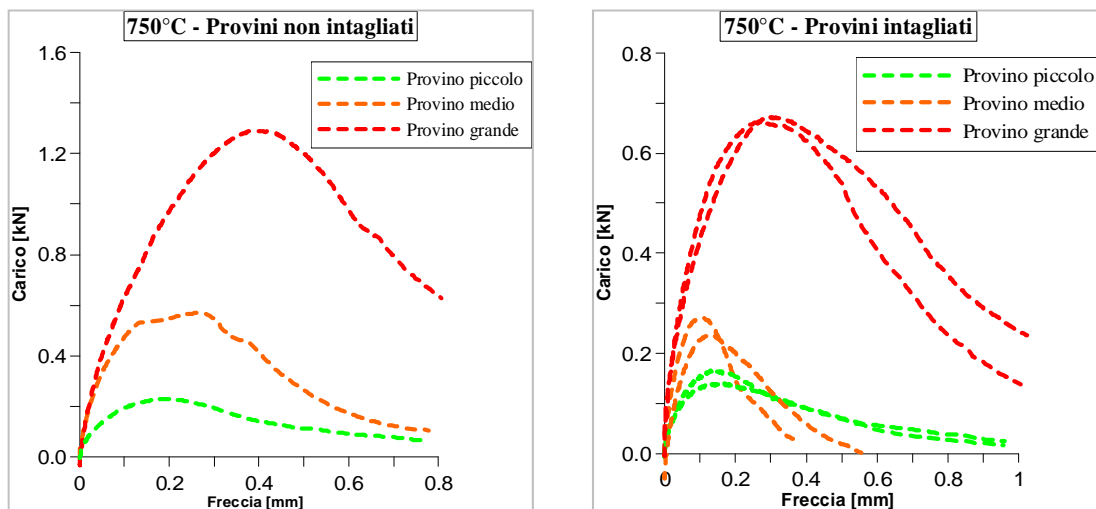 750°C - Provini non intagliati
1.6
1.2
0.8
0.4
0.0
Carico [kN]
0
0.2
0.4
0.6
0.8
Freccia [mm]
Provino piccolo
Provino medio
Provino grande
750°C - Provini intagliati
0.8
0.6
0.4
0.2
0.0
Carico [kN]
0
0.2
0.4
0.6
0.8
1
Freccia [mm]
Provino piccolo
Provino medio
Provino grande